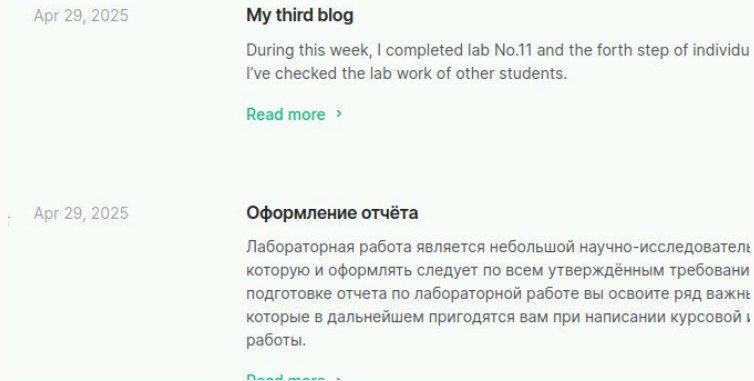 Apr 29, 2025
My third blog
During this week, I completed lab No.11 and the forth step of individu
I've checked the lab work of other students.
Read more
Apr 29, 2025
Оформление отчёта
Лабораторная работа является небольшой научно-исследователь
которую и оформлять следует по всем утверждённым требовани
подготовке отчета по лабораторной работе вы освоите ряд важн
которые в дальнейшем пригодятся вам при написании курсовой и
работы.
Read more